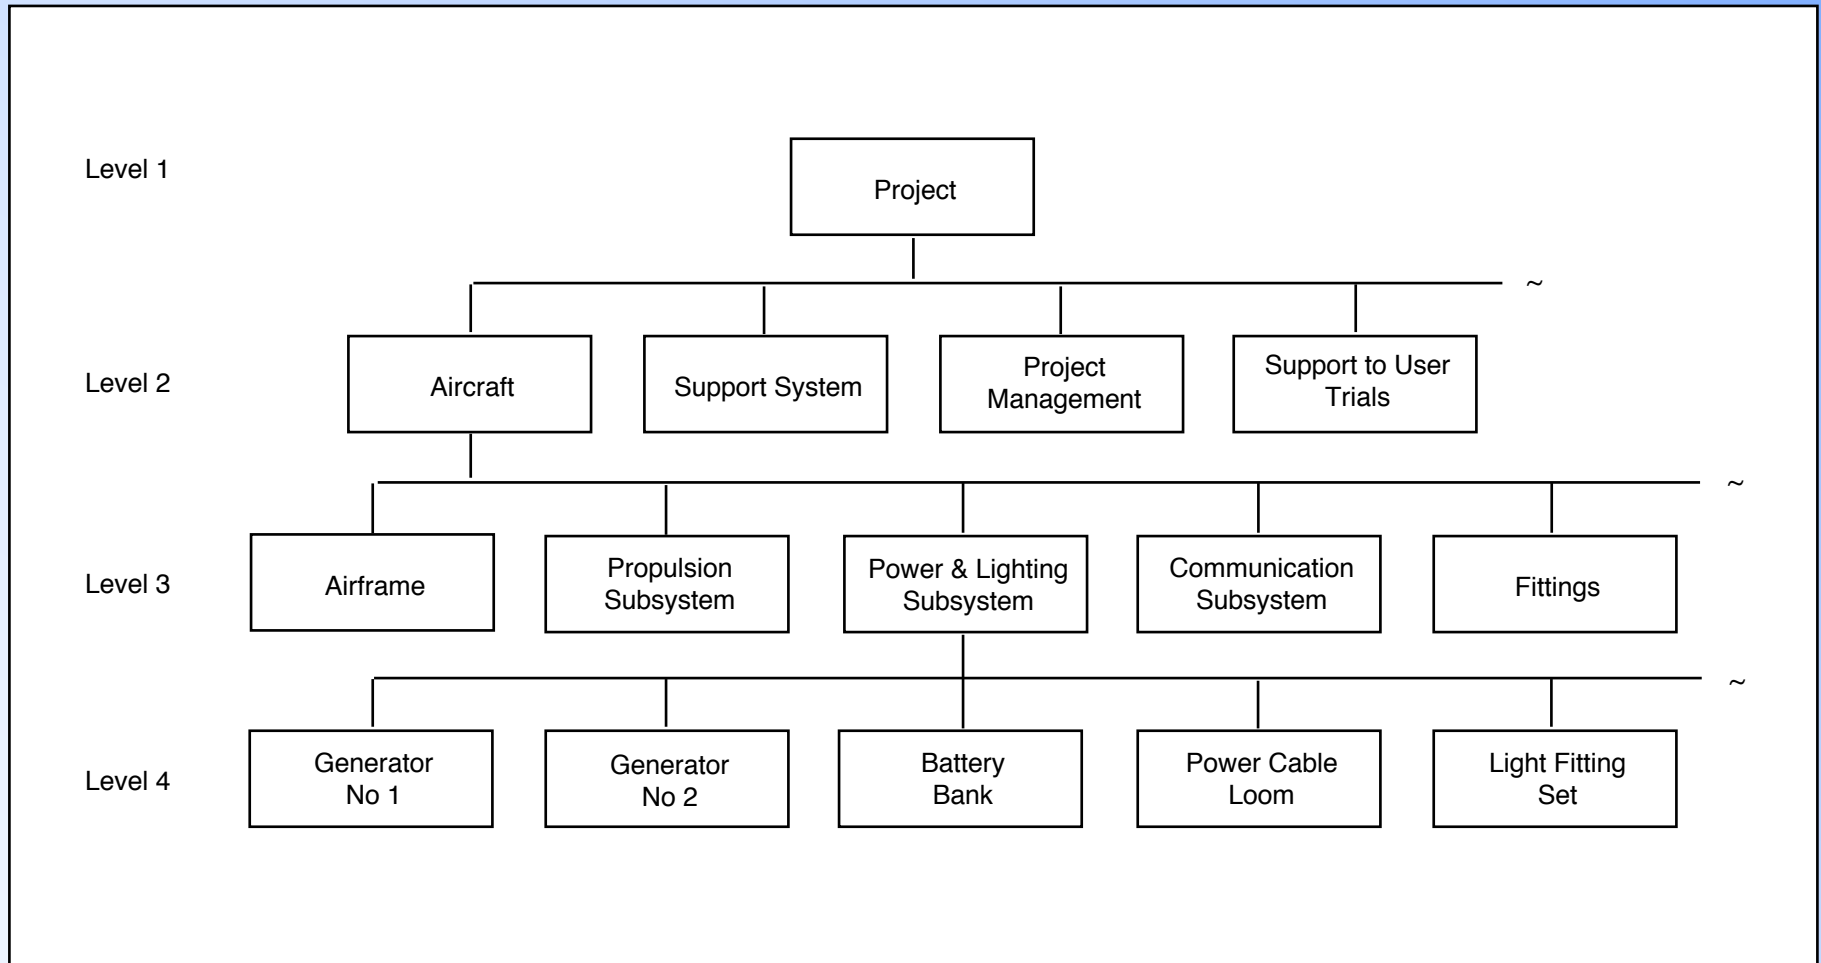 Level 1
Project
~
Level 2
Aircraft
Support System
Project
Management
Support to User
Trials
~
Level 3
Airframe
Propulsion
Subsystem
Power & Lighting
Subsystem
Communication
Subsystem
Fittings
~
Level 4
Generator
No 1
Generator
No 2
Battery
Bank
Power Cable
Loom
Light Fitting
Set